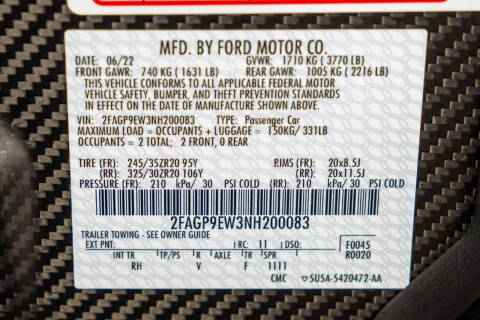 MFD. BY FORD MOTOR CO.
DATE: 06/22 GVWR: 1710 KG ( 3770 LB)
FRONT GAWR: 740 KG ( 1631 LB) REAR GAWR: 1005 KG ( 2216 LB)
THIS VEHICLE CONFORMS TO ALL APPLICABLE FEDERAL MOTOR
VEHICLE SAFETY, BUMPER, AND THEFT PREVENTION STANDARDS
IN EFFECT ON THE DATE OF MANUFACTURE SHOWN ABOVE.
VIN: 2FAGP9EW3NH200083 TYPE: Passenger Car
MAXIMUM LOAD = OCCUPANTS + LUGGAGE = 150KG/ 331LB
OCCUPANTS = 2 TOTAL; 2 FRONT, 0 REAR
TIRE (FR): 245/35ZR20 95Y RIMS (FR): 20x8.5J
(RR): 325/30ZR20 106Y (RR): 20x11.5J
PRESSURE (FR): 210 kPa/ 30 PSI COLD (RR): 210 kPa/ 30 PSI COLD
2FAGP9EW3NH200083
TRAILER TOWING - SEE OWNER GUIDE
EXT PNT: RC: 11 DSO: F0045
INT TR TP/PS R AXLE TR SPR R0020
RH V F 1111
CMC ▾5U5A-5420472-AA